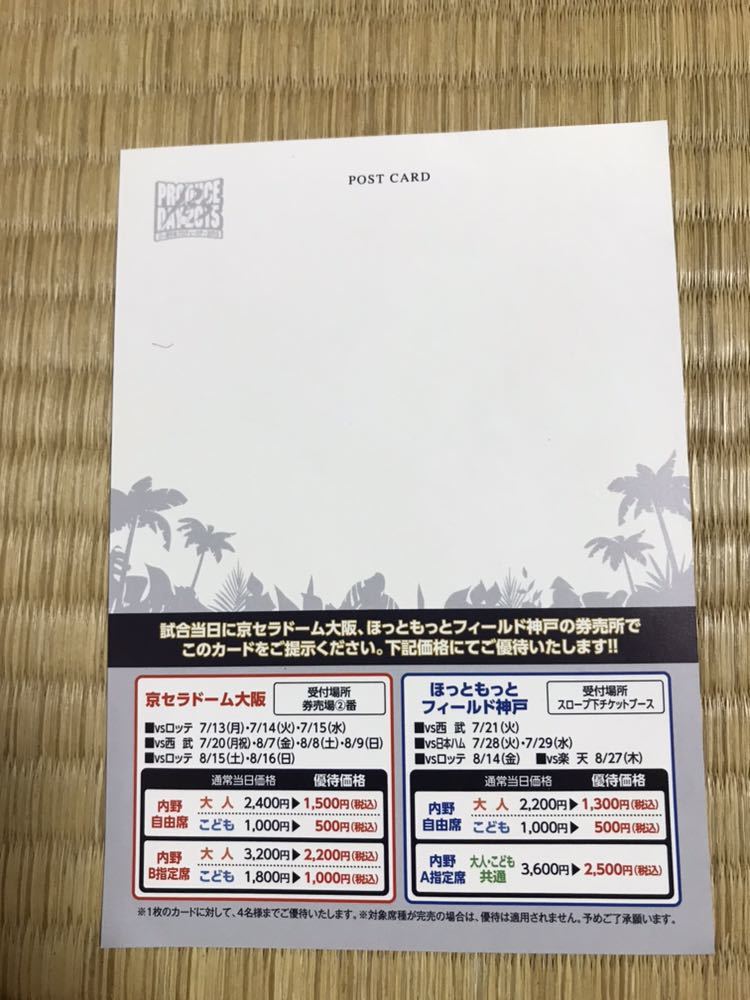 POST CARD
PRODUCE
DAY2015
試合当日に京セラドーム大阪、ほっともっとフィールド神戸の券売所で
このカードをご提示ください。下記価格にてご優待いたします!!
京セラドーム大阪
受付場所
券売場②番
■vsロッテ 7/13(月)・7/14(火)・7/15(水)
■vs西 武 7/20(月祝)・8/7(金)・8/8(土)・8/9(日)
■vsロッテ 8/15(土)・8/16(日)
通常当日価格 優待価格
内野自由席 大 人 2,400円▶1,500円(税込)
こども 1,000円▶500円(税込)
内野B指定席 大 人 3,200円▶2,200円(税込)
こども 1,800円▶1,000円(税込)
ほっともっと
フィールド神戸
受付場所
スロープ下チケットブース
■vs西 武 7/21(火)
■vs日本ハム 7/28(火)・7/29(水)
■vsロッテ 8/14(金) ■vs楽 天 8/27(木)
通常当日価格 優待価格
内野自由席 大 人 2,200円▶1,300円(税込)
こども 1,000円▶500円(税込)
内野A指定席 大人・こども共通 3,600円▶2,500円(税込)
※1枚のカードに対して、4名様までご優待いたします。※対象席種が完売の場合は、優待は適用されません。予めご了承願います。